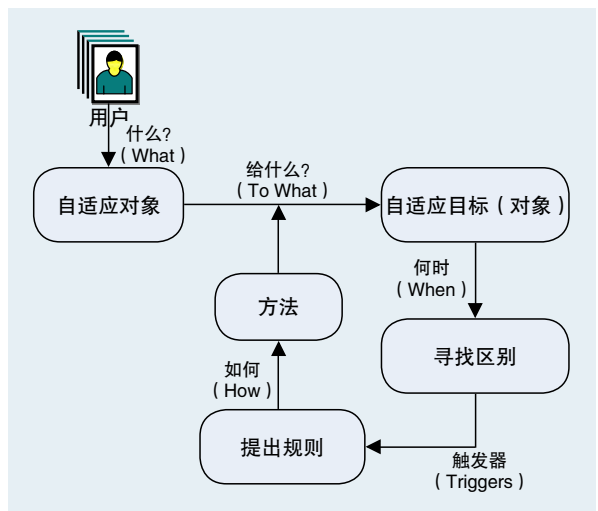 用户
什么?
( What )
给什么?
( To What )
自适应对象
自适应目标 ( 对象 )
何时
( When )
方法
寻找区别
如何
( How )
提出规则
触发器
( Triggers )